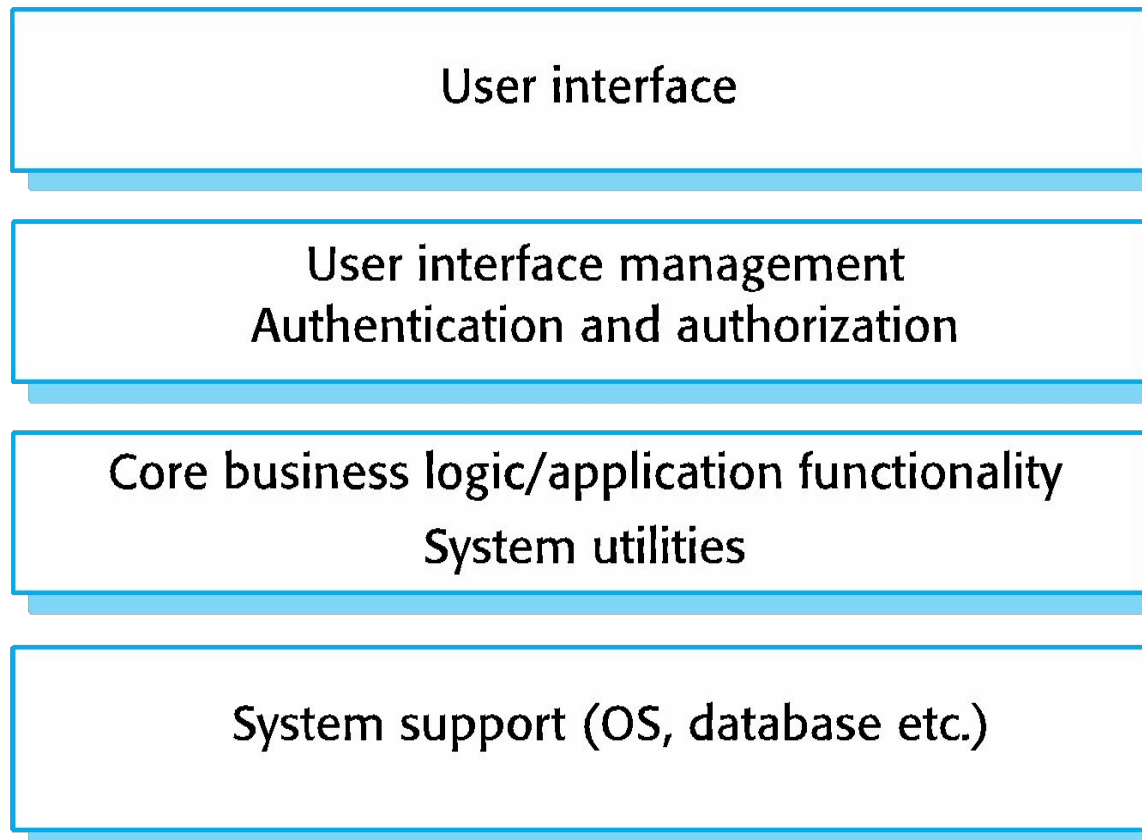 User interface
User interface management
Authentication and authorization
Core business logic/application functionality
System utilities
System support (OS, database etc.)